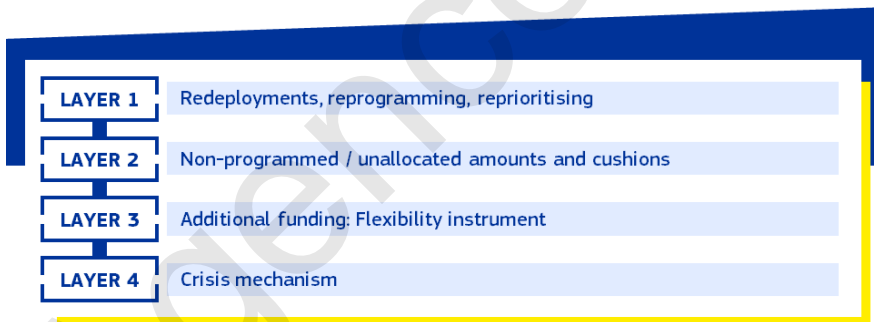 LAYER 1 Redeployments, reprogramming, reprioritising
LAYER 2 Non-programmed / unallocated amounts and cushions
LAYER 3 Additional funding: Flexibility instrument
LAYER 4 Crisis mechanism